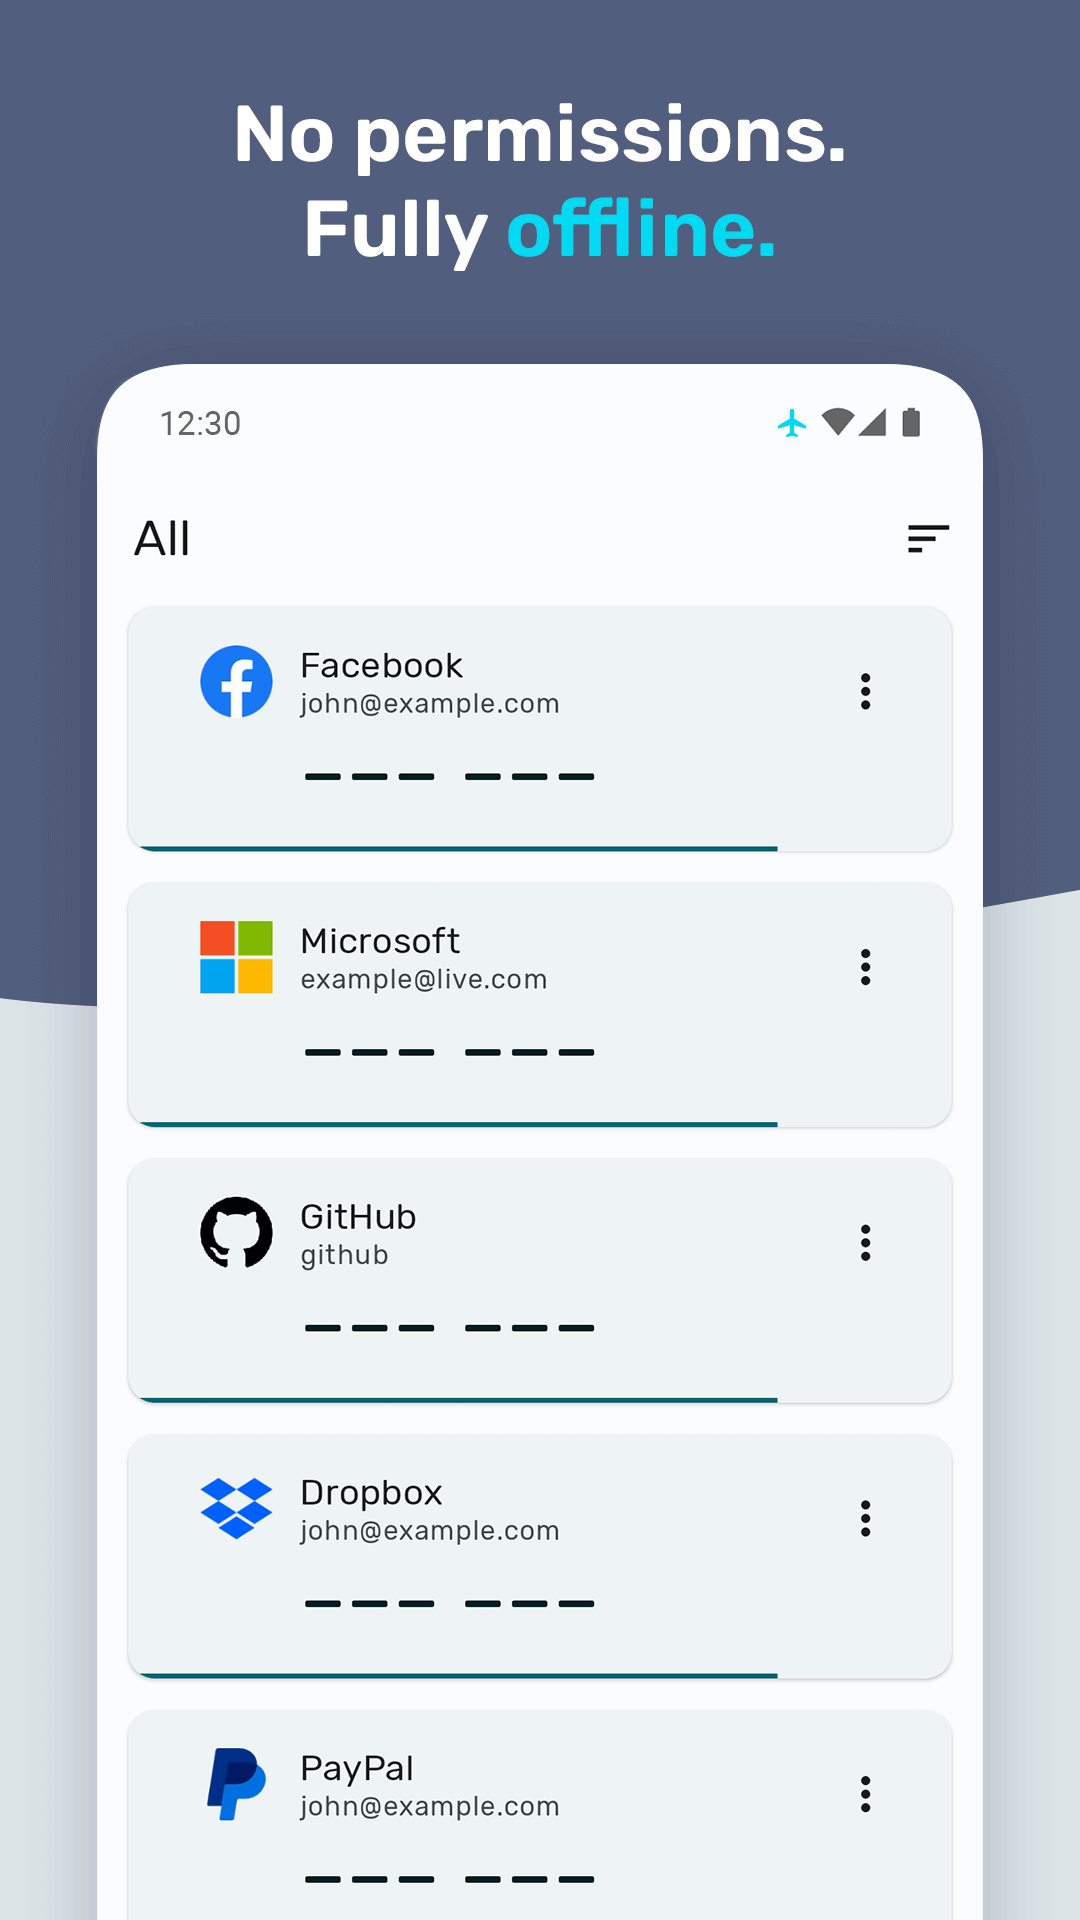 No permissions.
Fully offline.
12:30
All
Facebook
john@example.com
Microsoft
example@live.com
GitHub
github
Dropbox
john@example.com
PayPal
john@example.com